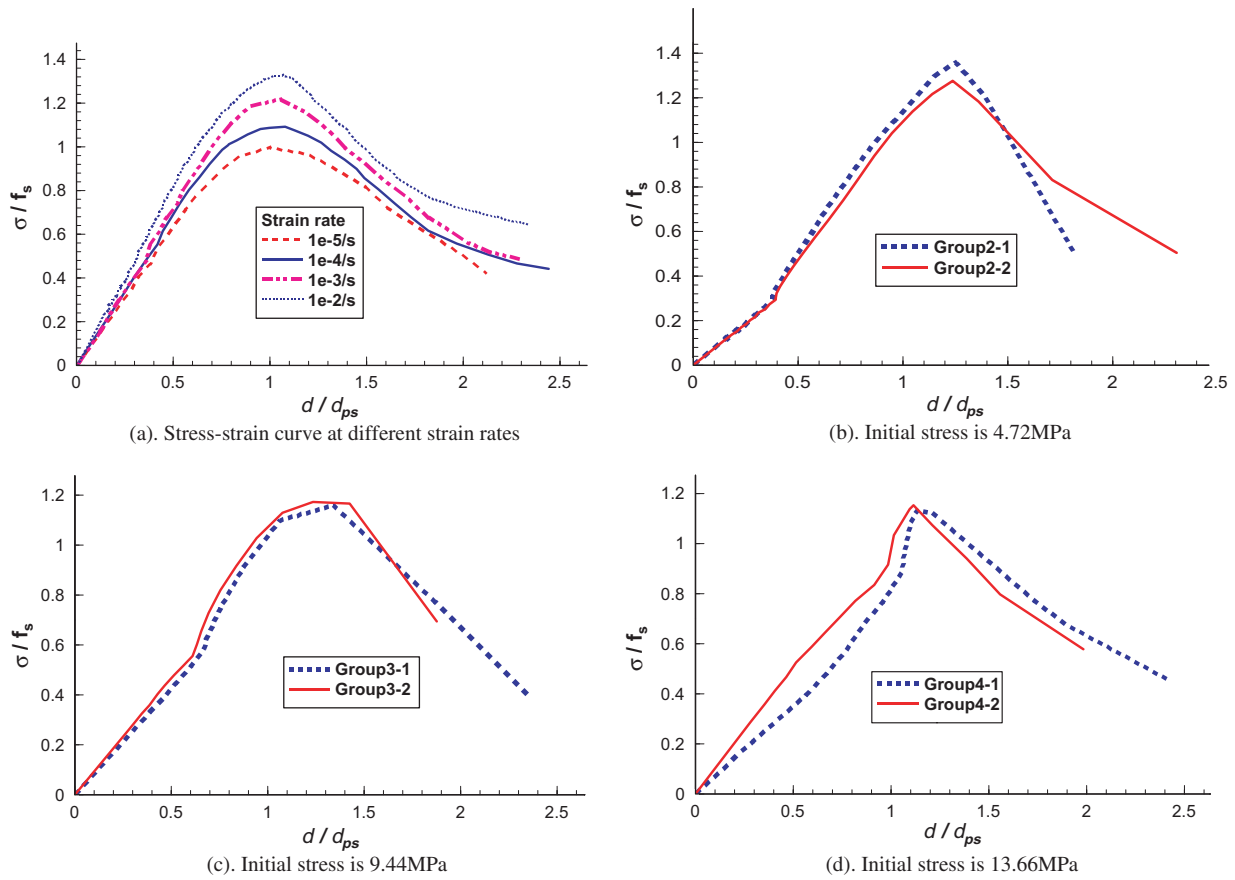 σ / fs
1.4
1.2
1
0.8
0.6
0.4
0.2
0
0 0.5 1 1.5 2 2.5
Strain rate
1e-5/s
1e-4/s
1e-3/s
1e-2/s
d / dps
(a). Stress-strain curve at different strain rates
σ / fs
1.4
1.2
1
0.8
0.6
0.4
0.2
0
0 0.5 1 1.5 2 2.5
Group2-1
Group2-2
d / dps
(b). Initial stress is 4.72MPa
σ / fs
1.2
1
0.8
0.6
0.4
0.2
0
0 0.5 1 1.5 2 2.5
Group3-1
Group3-2
d / dps
(c). Initial stress is 9.44MPa
σ / fs
1.2
1
0.8
0.6
0.4
0.2
0
0 0.5 1 1.5 2 2.5
Group4-1
Group4-2
d / dps
(d). Initial stress is 13.66MPa